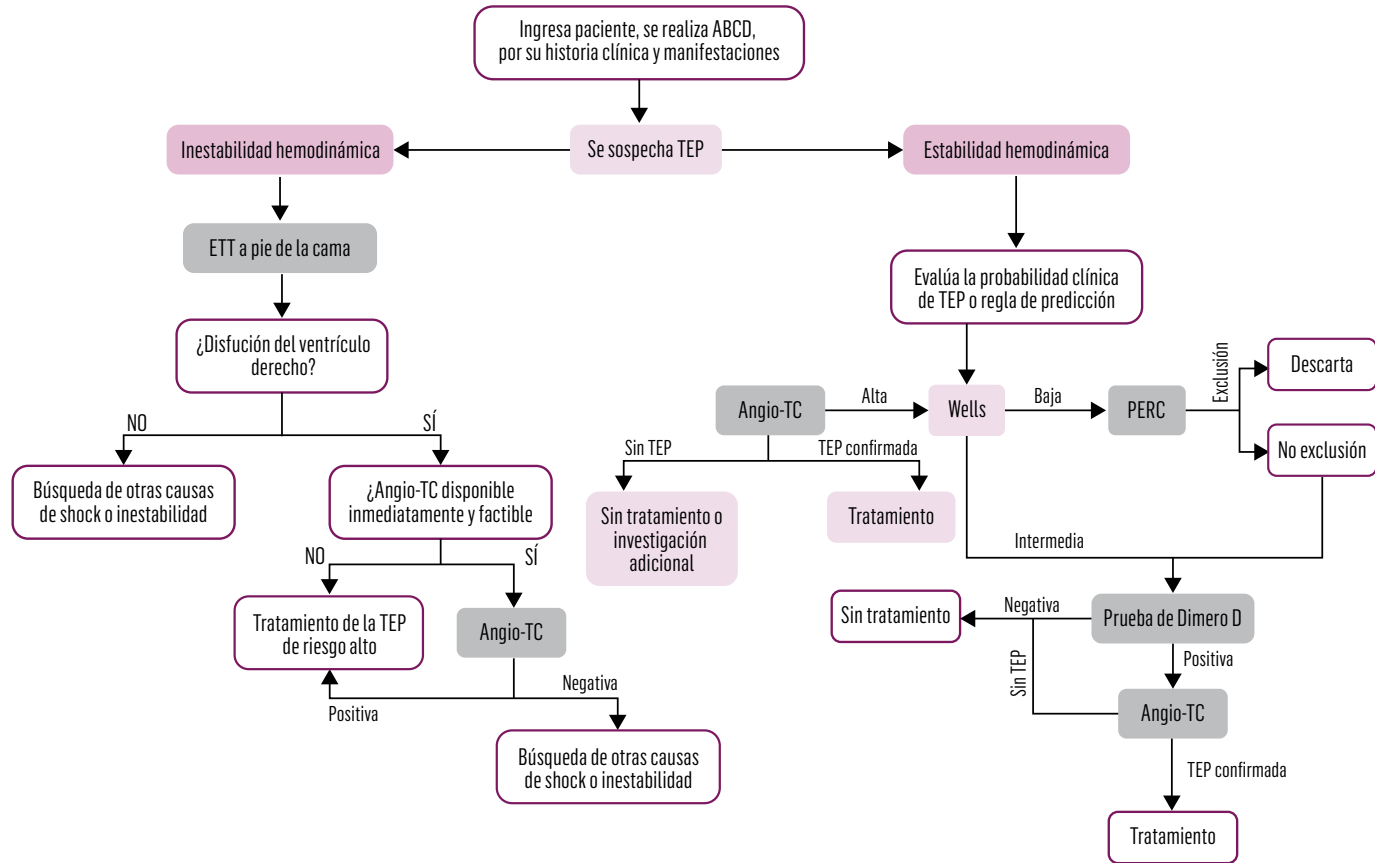 Ingresa paciente, se realiza ABCD,
por su historia clínica y manifestaciones
Inestabilidad hemodinámica
Se sospecha TEP
Estabilidad hemodinámica
ETT a pie de la cama
¿Disfución del ventrículo
derecho?
NO
SÍ
Búsqueda de otras causas
de shock o inestabilidad
¿Angio-TC disponible
inmediatamente y factible
NO
SÍ
Tratamiento de la TEP
de riesgo alto
Angio-TC
Positiva
Negativa
Búsqueda de otras causas
de shock o inestabilidad
Evalúa la probabilidad clínica
de TEP o regla de predicción
Angio-TC
Alta
Wells
Baja
PERC
Exclusión
Descarta
No exclusión
Sin TEP
TEP confirmada
Sin tratamiento o
investigación
adicional
Tratamiento
Intermedia
Sin tratamiento
Negativa
Prueba de Dimero D
Sin TEP
Positiva
Angio-TC
TEP confirmada
Tratamiento